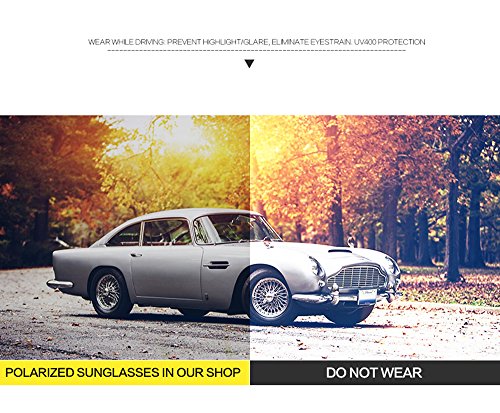 WEAR WHILE DRIVING: PREVENT HIGHLIGHT/GLARE, ELIMINATE EYESTRAIN. UV400 PROTECTION
POLARIZED SUNGLASSES IN OUR SHOP
DO NOT WEAR